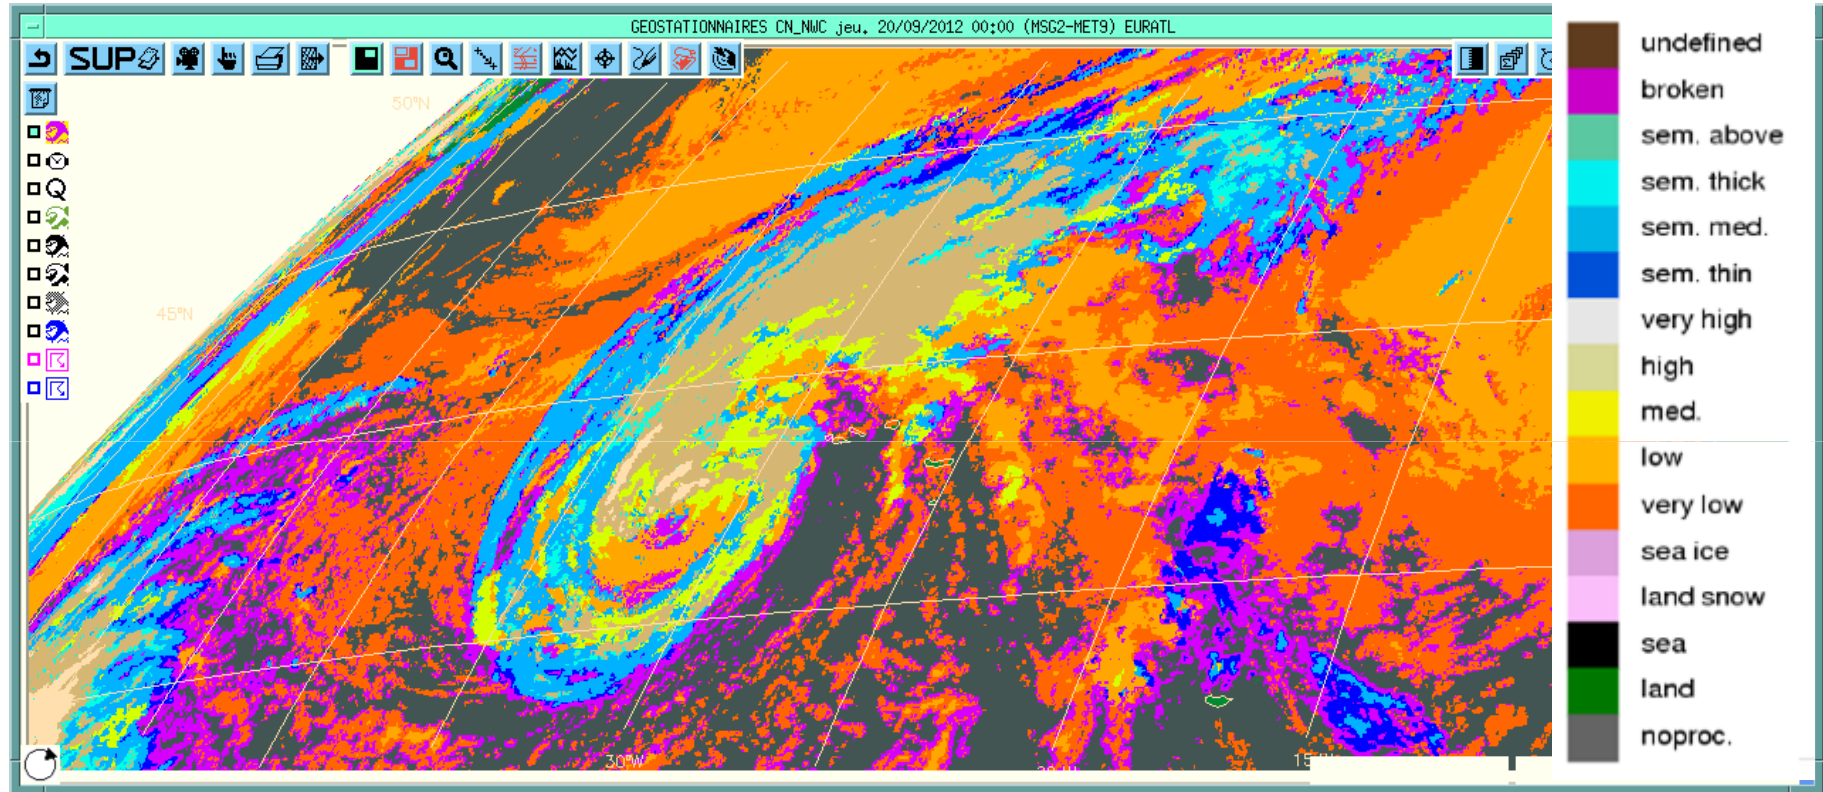 GEOSTATIONNAIRES CN_NWC jeu. 20/09/2012 00:00 (MSG2-MET9) EURATL
SUP
50°N
Q
45°N
30°W
undefined
broken
sem. above
sem. thick
sem. med.
sem. thin
very high
high
med.
low
very low
sea ice
land snow
sea
land
noproc.